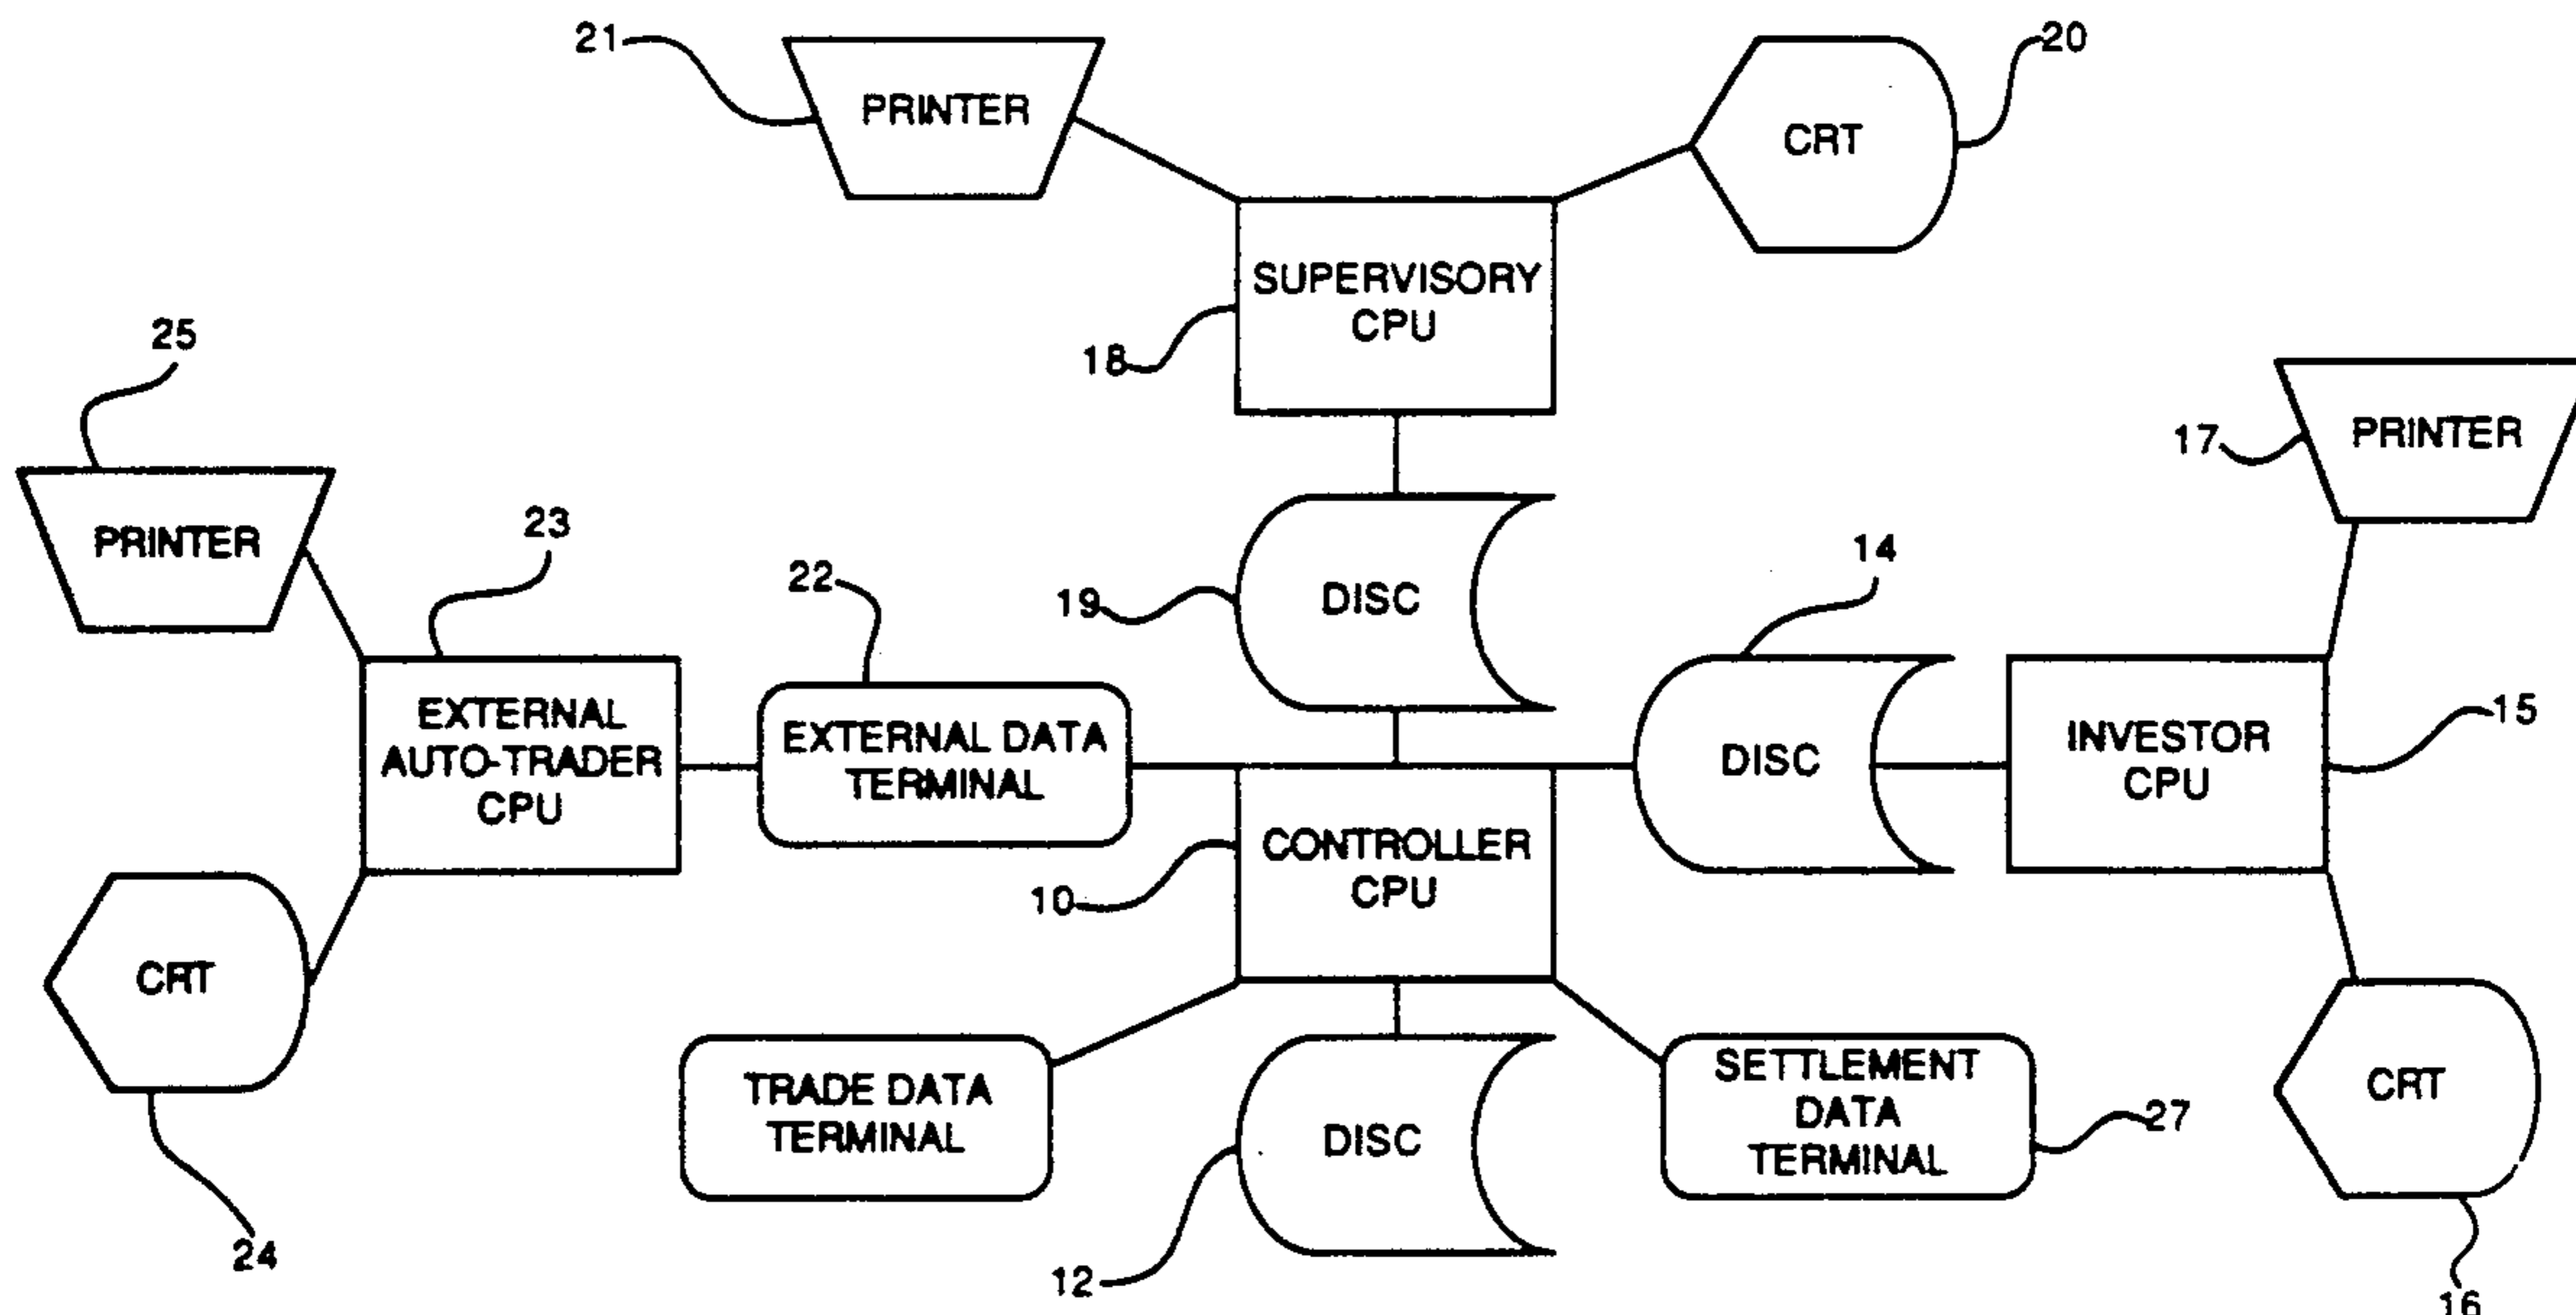 21
PRINTER
CRT
20
SUPERVISORY
CPU
18
25
PRINTER
17
PRINTER
23
22
19
DISC
14
EXTERNAL
AUTO-TRADER
CPU
EXTERNAL DATA
TERMINAL
DISC
INVESTOR
CPU
15
10
CONTROLLER
CPU
CRT
24
TRADE DATA
TERMINAL
DISC
12
SETTLEMENT
DATA
TERMINAL
27
CRT
16